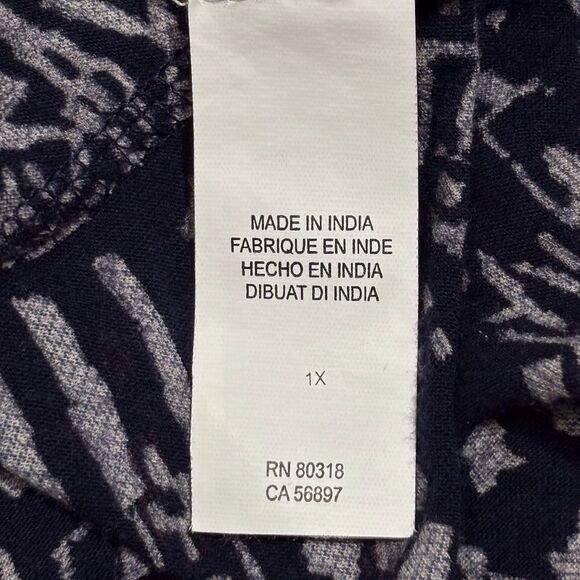 MADE IN INDIA
FABRIQUE EN INDE
HECHO EN INDIA
DIBUAT DI INDIA
1X
RN 80318
CA 56897